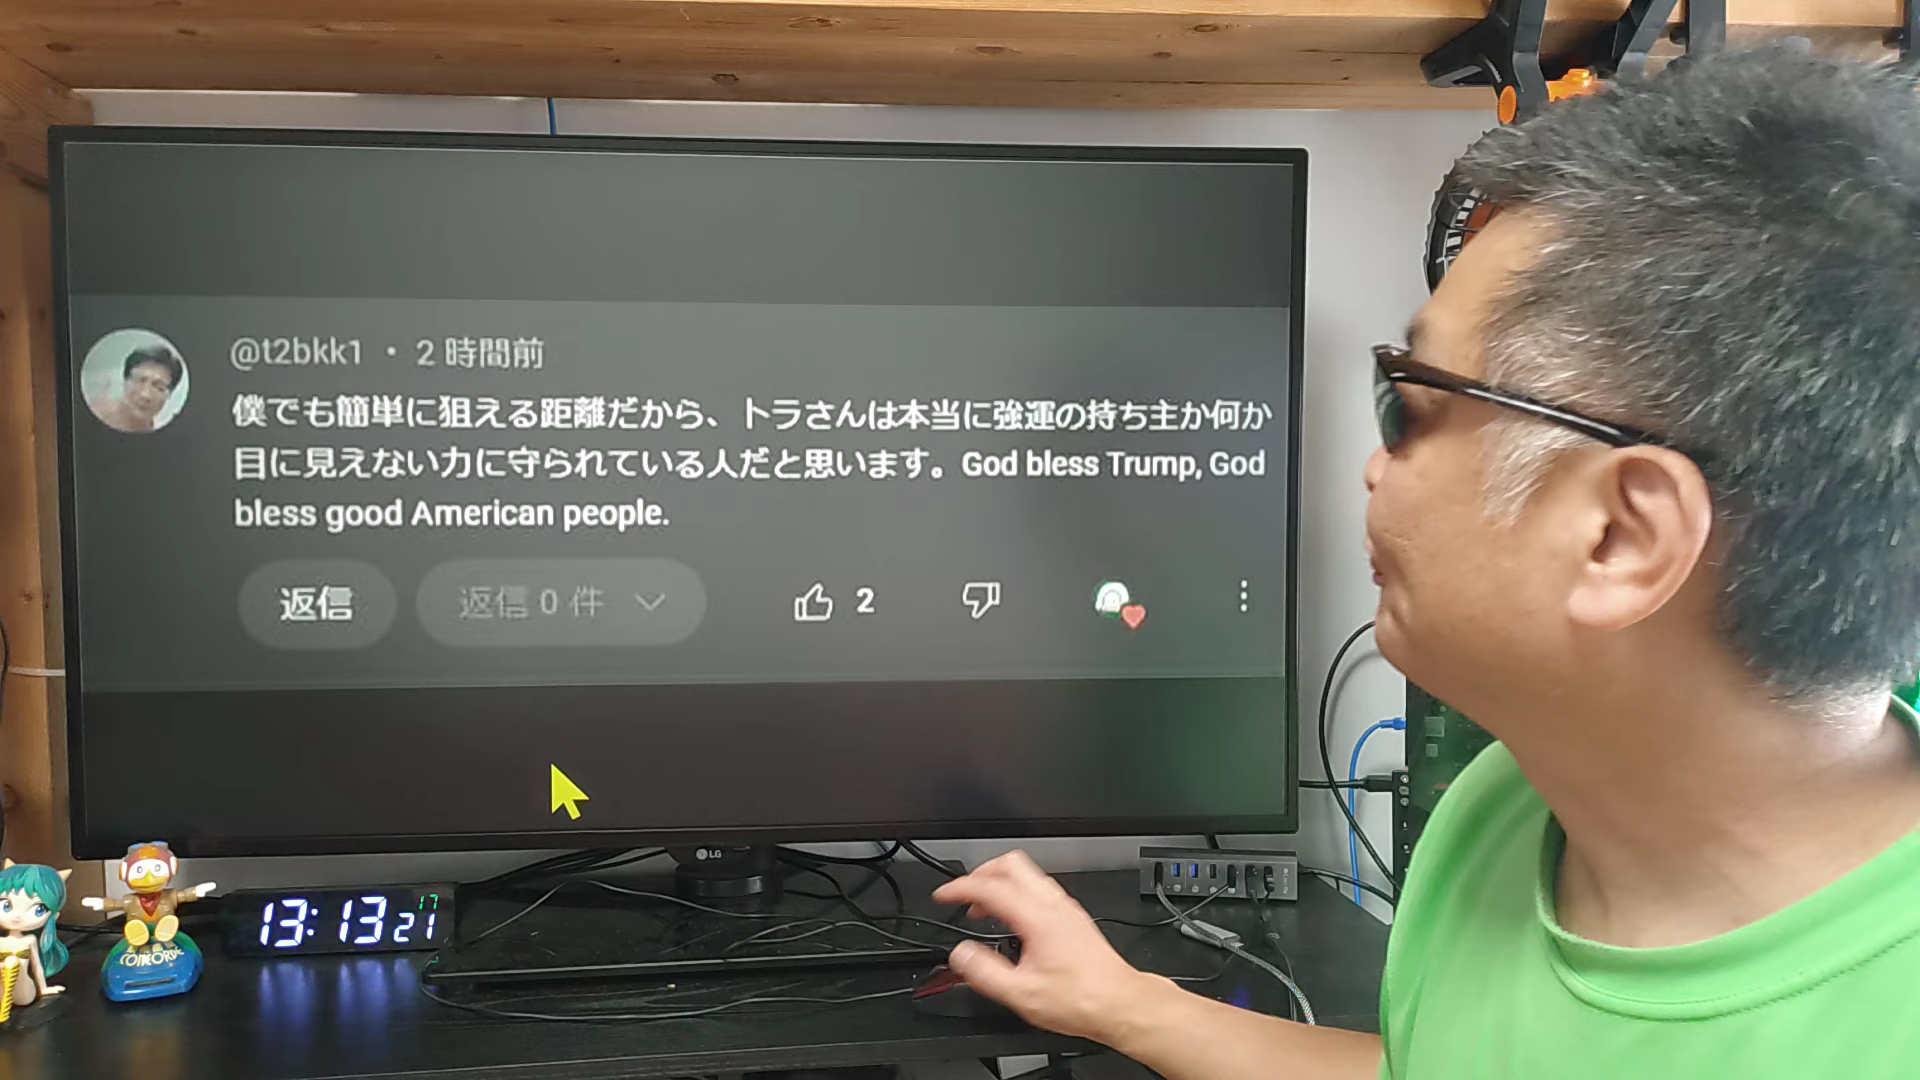 @t2bkk1 · 2 時間前
僕でも簡単に狙える距離だから、トラさんは本当に強運の持ち主か何か
目に見えない力に守られている人だと思います。God bless Trump, God
bless good American people.
返信
返信 0 件
2
LG
CONCORDE
13:13 21
17